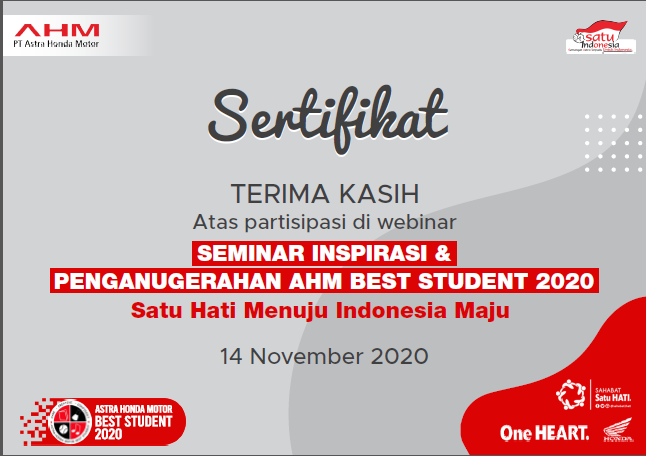 AHM
PT Astra Honda Motor
satu
Indonesia
Sertifikat
TERIMA KASIH
Atas partisipasi di webinar
SEMINAR INSPIRASI &
PENGANUGERAHAN AHM BEST STUDENT 2020
Satu Hati Menuju Indonesia Maju
14 November 2020
ASTRA HONDA MOTOR
BEST STUDENT
2020
SAHABAT
Satu HATI.
One HEART.
HONDA